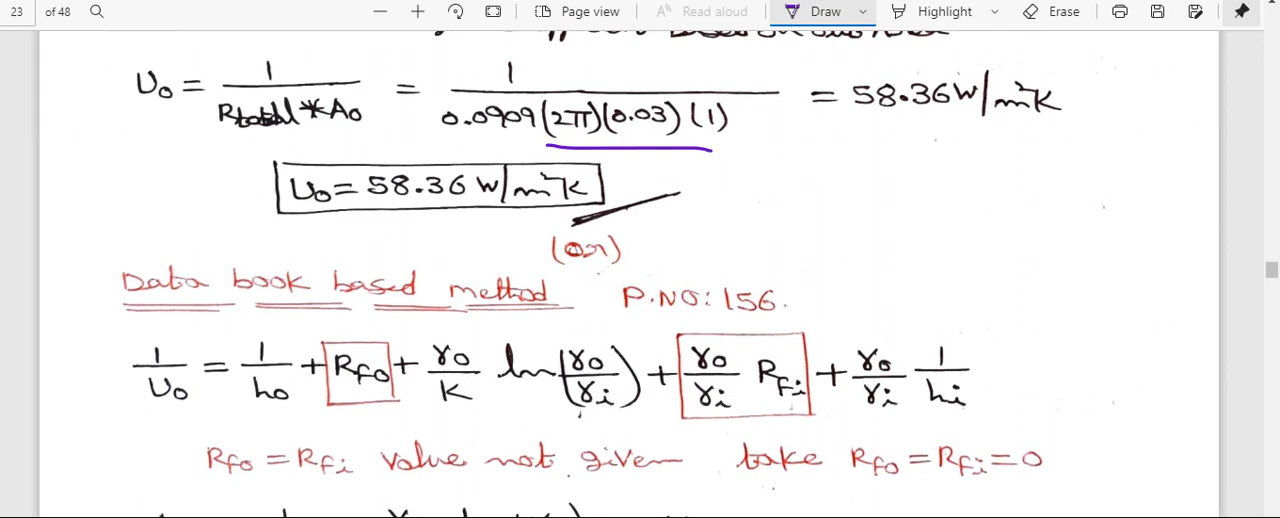 23 of 48 Page view Read aloud Draw Highlight Erase
U₀ = 1 / (Rtotal * A₀) = 1 / (0.0909 (2π)(0.03)(1)) = 58.36 W/m²K
U₀ = 58.36 W/m²K
(or)
Data book based method P.NO: 156.
1/U₀ = 1/h₀ + Rf₀ + r₀/K ln(r₀/rᵢ) + r₀/rᵢ Rfᵢ + r₀/rᵢ 1/hᵢ
Rf₀ = Rfᵢ value not given take Rf₀ = Rfᵢ = 0